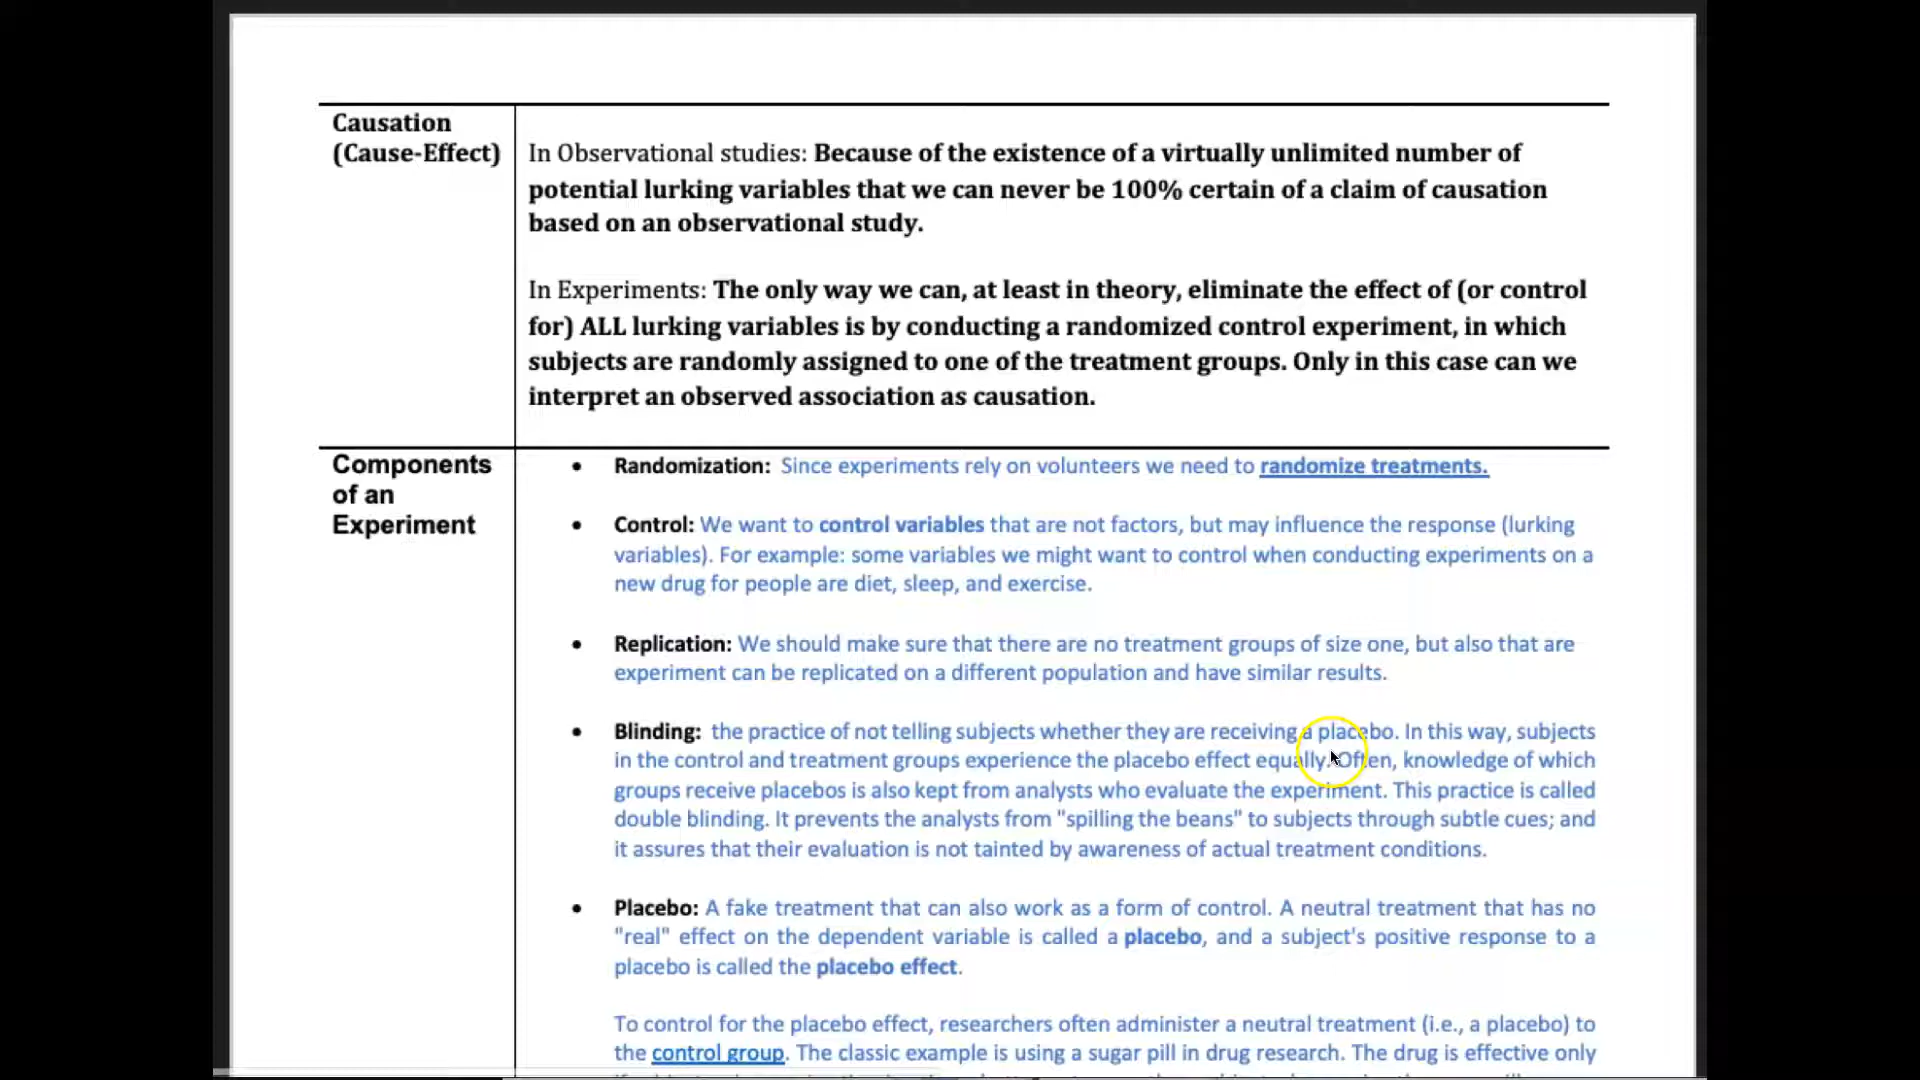 Causation
(Cause-Effect)
In Observational studies: Because of the existence of a virtually unlimited number of
potential lurking variables that we can never be 100% certain of a claim of causation
based on an observational study.
In Experiments: The only way we can, at least in theory, eliminate the effect of (or control
for) ALL lurking variables is by conducting a randomized control experiment, in which
subjects are randomly assigned to one of the treatment groups. Only in this case can we
interpret an observed association as causation.
Components
of an
Experiment
• Randomization: Since experiments rely on volunteers we need to randomize treatments.
• Control: We want to control variables that are not factors, but may influence the response (lurking
variables). For example: some variables we might want to control when conducting experiments on a
new drug for people are diet, sleep, and exercise.
• Replication: We should make sure that there are no treatment groups of size one, but also that are
experiment can be replicated on a different population and have similar results.
• Blinding: the practice of not telling subjects whether they are receiving a placebo. In this way, subjects
in the control and treatment groups experience the placebo effect equally. Often, knowledge of which
groups receive placebos is also kept from analysts who evaluate the experiment. This practice is called
double blinding. It prevents the analysts from "spilling the beans" to subjects through subtle cues; and
it assures that their evaluation is not tainted by awareness of actual treatment conditions.
• Placebo: A fake treatment that can also work as a form of control. A neutral treatment that has no
"real" effect on the dependent variable is called a placebo, and a subject's positive response to a
placebo is called the placebo effect.
To control for the placebo effect, researchers often administer a neutral treatment (i.e., a placebo) to
the control group. The classic example is using a sugar pill in drug research. The drug is effective only